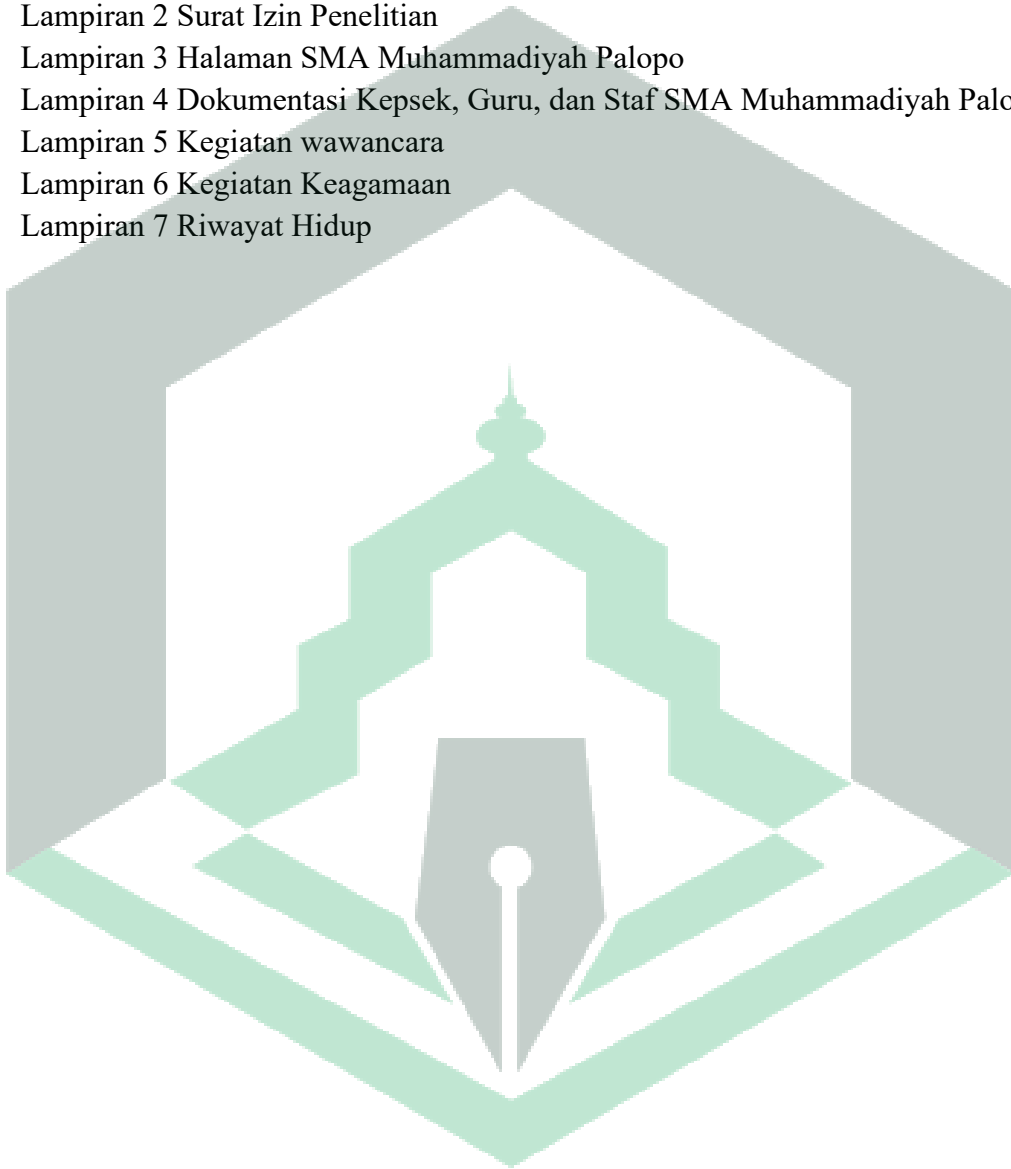 Lampiran 2 Surat Izin Penelitian
Lampiran 3 Halaman SMA Muhammadiyah Palopo
Lampiran 4 Dokumentasi Kepsek, Guru, dan Staf SMA Muhammadiyah Palo
Lampiran 5 Kegiatan wawancara
Lampiran 6 Kegiatan Keagamaan
Lampiran 7 Riwayat Hidup